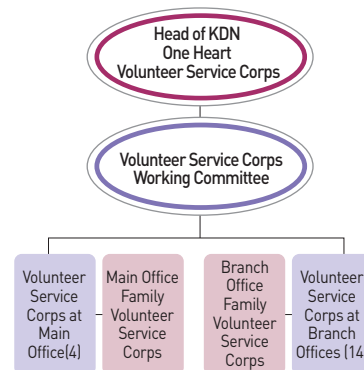 Head of KDN
One Heart
Volunteer Service Corps
Volunteer Service Corps
Working Committee
Volunteer
Service
Corps at
Main
Office(4)
Main Office
Family
Volunteer
Service
Corps
Branch
Office
Family
Volunteer
Service
Corps
Volunteer
Service
Corps at
Branch
Offices (14